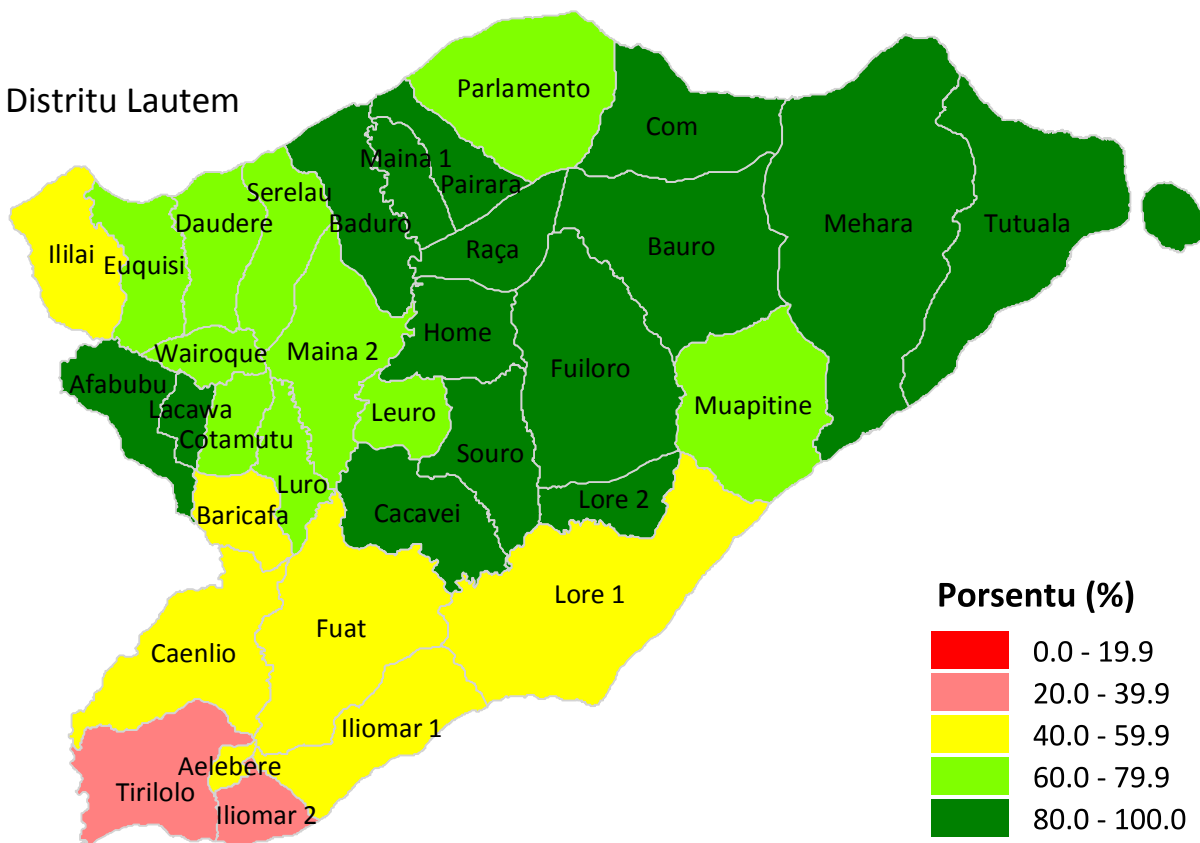 Distritu Lautem
Parlamento
Com
Maina 1
Pairara
Serelau
Daudere
Baduro
Mehara
Tutuala
Ililai
Euquisi
Raça
Bauro
Home
Wairoque
Maina 2
Fuiloro
Afabubu
Lacawa
Leuro
Muapitine
Cotamutu
Souro
Luro
Lore 2
Baricafa
Cacavei
Lore 1
Fuat
Caenlio
Iliomar 1
Aelebere
Tirilolo
Iliomar 2
Porsentu (%)
0.0 - 19.9
20.0 - 39.9
40.0 - 59.9
60.0 - 79.9
80.0 - 100.0